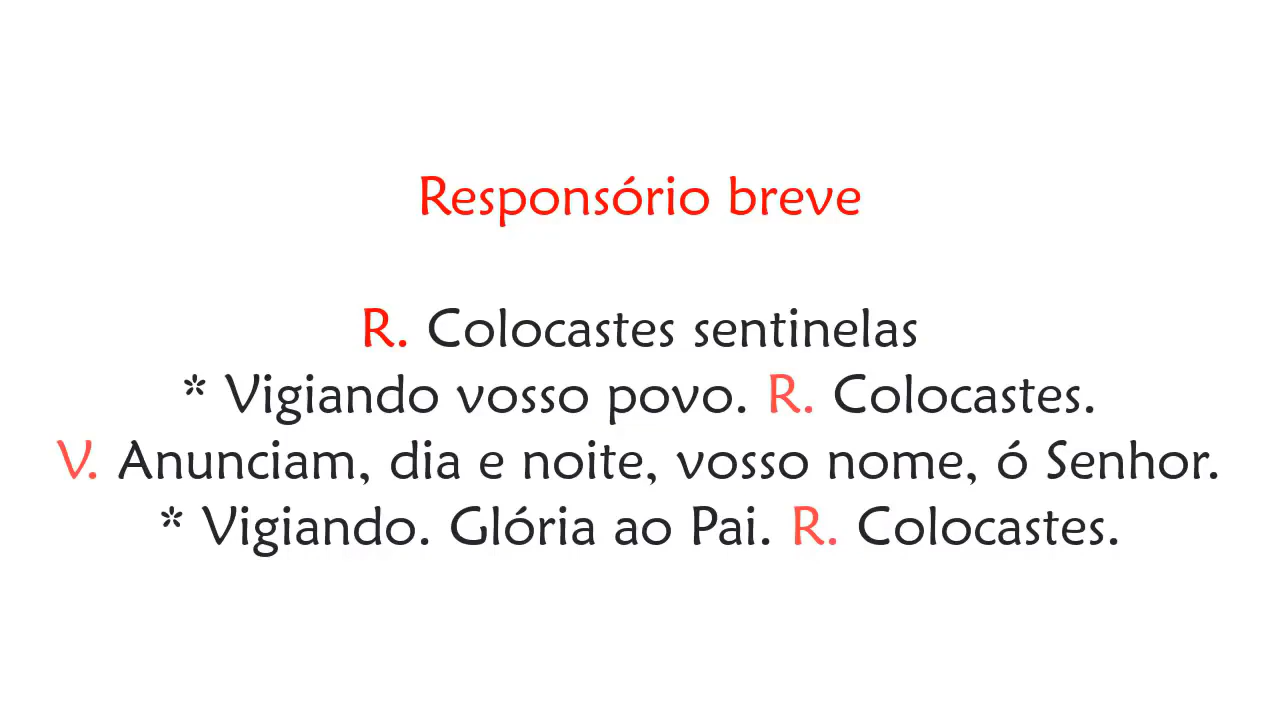 Responsório breve
R. Colocastes sentinelas
* Vigiando vosso povo. R. Colocastes.
V. Anunciam, dia e noite, vosso nome, ó Senhor.
* Vigiando. Glória ao Pai. R. Colocastes.